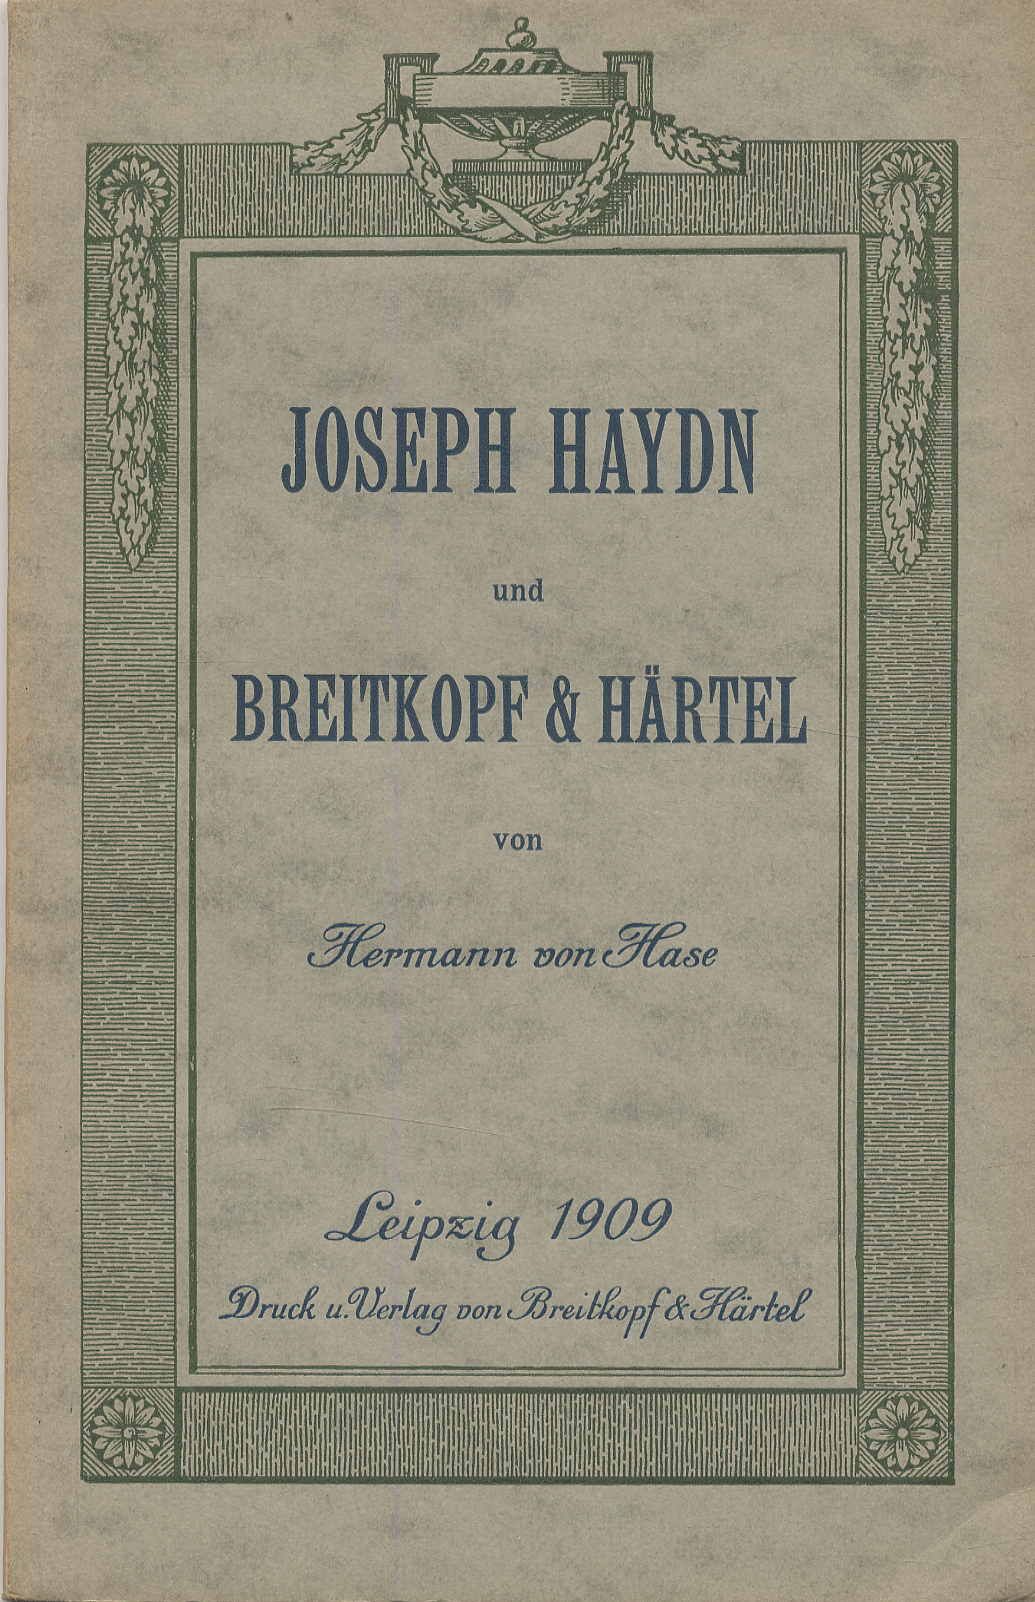 JOSEPH HAYDN
und
BREITKOPF & HÄRTEL
von
Hermann von Hase
Leipzig 1909
Druck u. Verlag von Breitkopf & Härtel